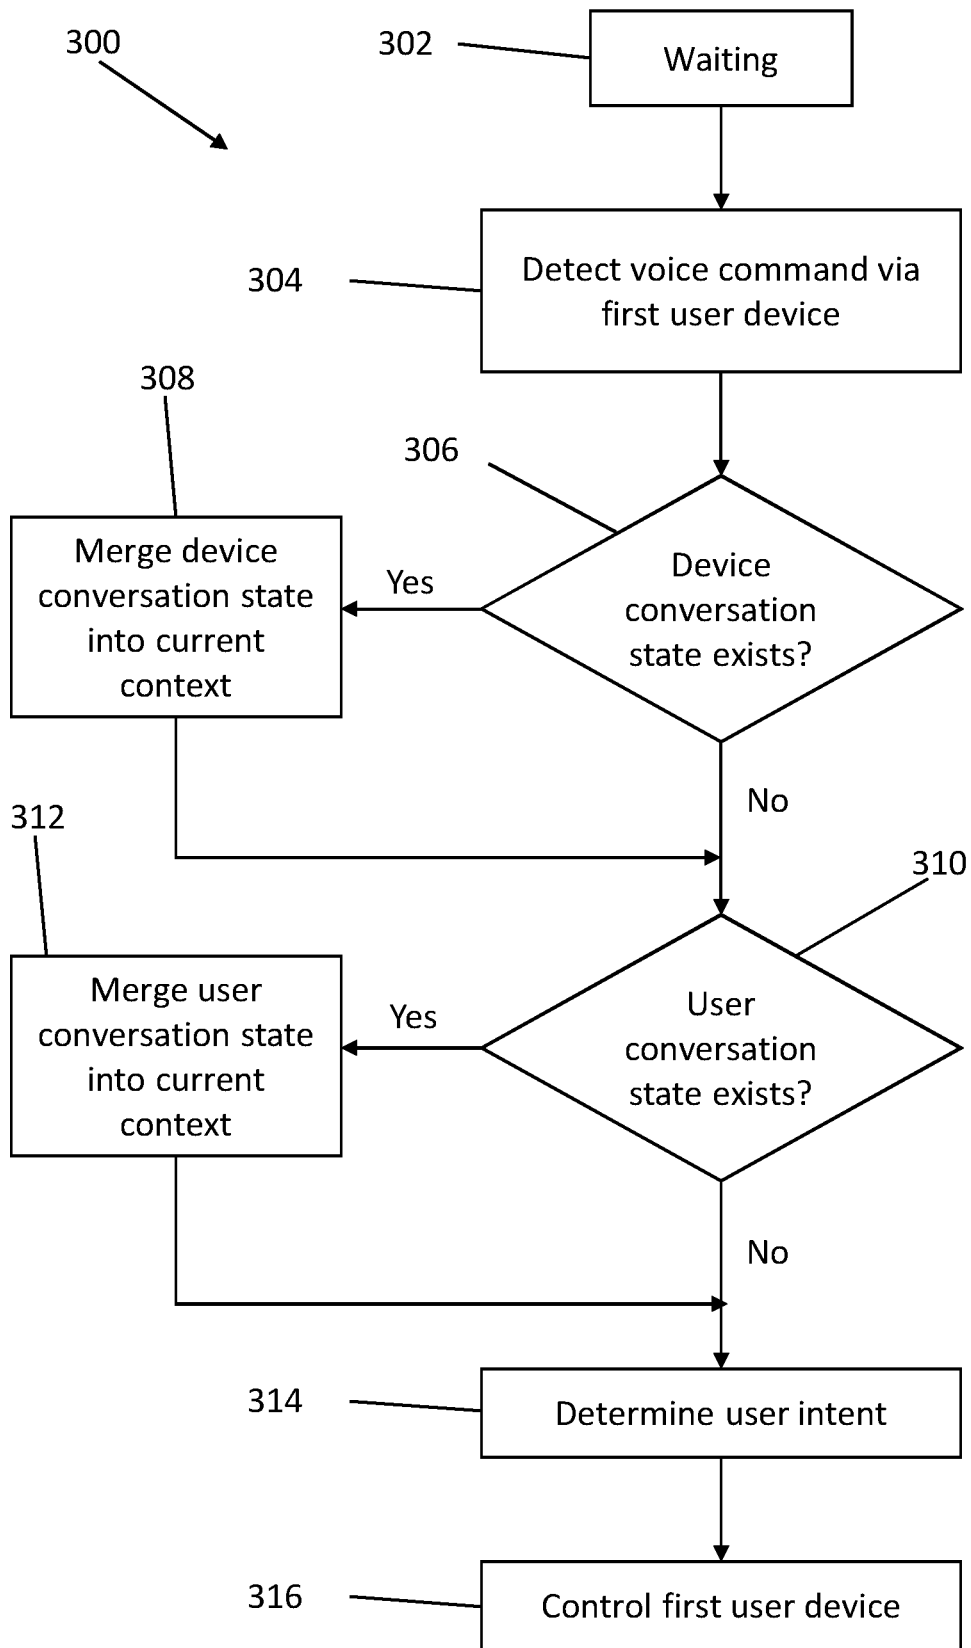 300
302
Waiting
304
Detect voice command via
first user device
308
306
Merge device
conversation state
into current
context
Yes
Device
conversation
state exists?
No
312
310
Merge user
conversation state
into current
context
Yes
User
conversation
state exists?
No
314
Determine user intent
316
Control first user device